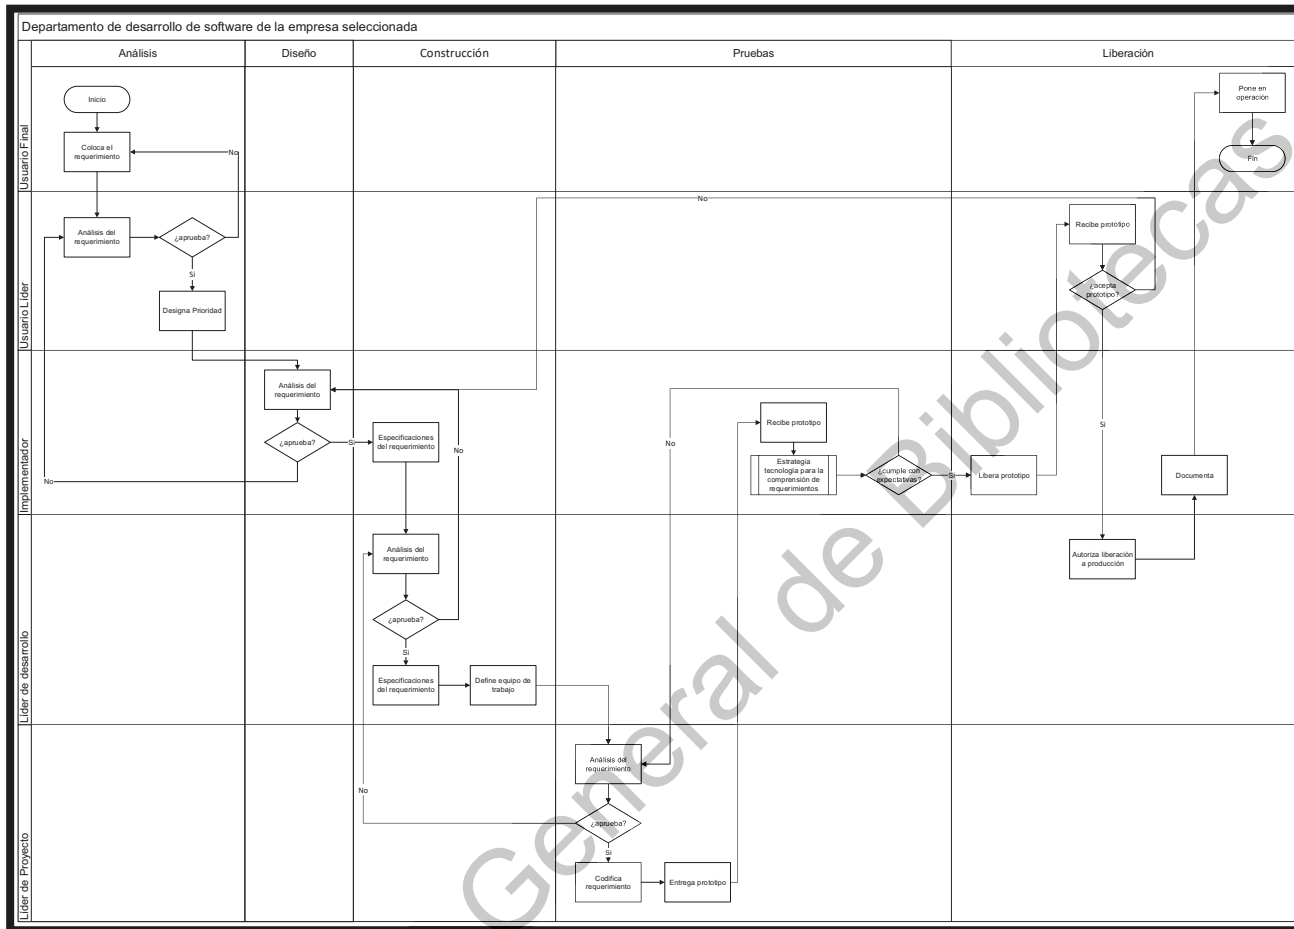 Departamento de desarrollo de software de la empresa seleccionada
Análisis
Diseño
Construcción
Pruebas
Liberación
Usuario Final
Inicio
Coloca el
requerimiento
No
Pone en
operación
Fin
Usuario Líder
Análisis del
requerimiento
¿aprueba?
Si
Designa Prioridad
No
Recibe prototipo
¿acepta
prototipo?
Si
Implementador
Análisis del
requerimiento
¿aprueba?
Si
No
Especificaciones
del requerimiento
No
No
Recibe prototipo
Estrategia
tecnología para la
comprensión de
requerimientos
¿cumple con
expectativas?
Si
Libera prototipo
Documenta
Líder de desarrollo
Análisis del
requerimiento
¿aprueba?
Si
Especificaciones
del requerimiento
Define equipo de
trabajo
Autoriza liberación
a producción
Líder de Proyecto
Análisis del
requerimiento
No
¿aprueba?
Si
Codifica
requerimiento
Entrega prototipo
General de Bibliotecas